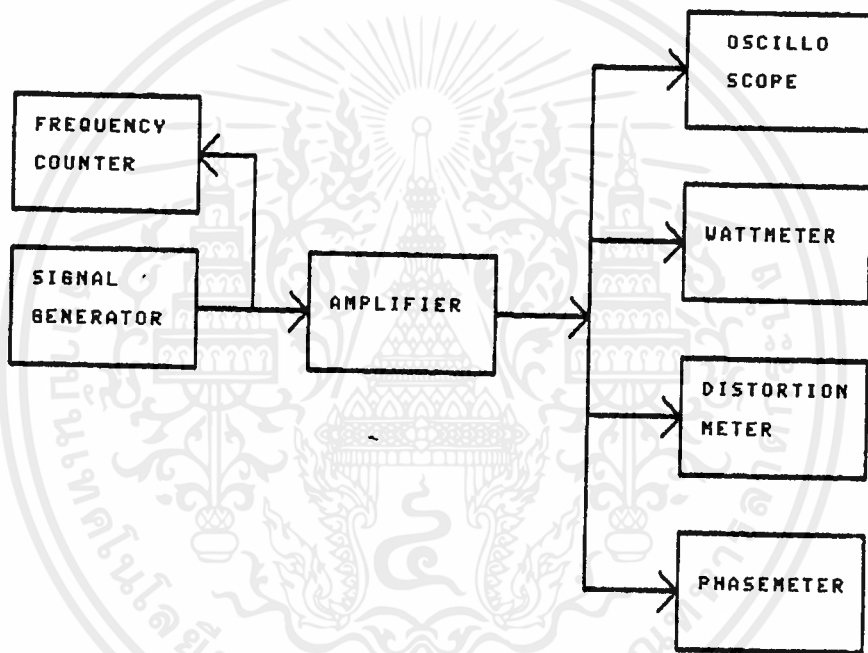 FREQUENCY
COUNTER
SIGNAL
GENERATOR
AMPLIFIER
OSCILLO
SCOPE
WATTMETER
DISTORTION
METER
PHASEMETER